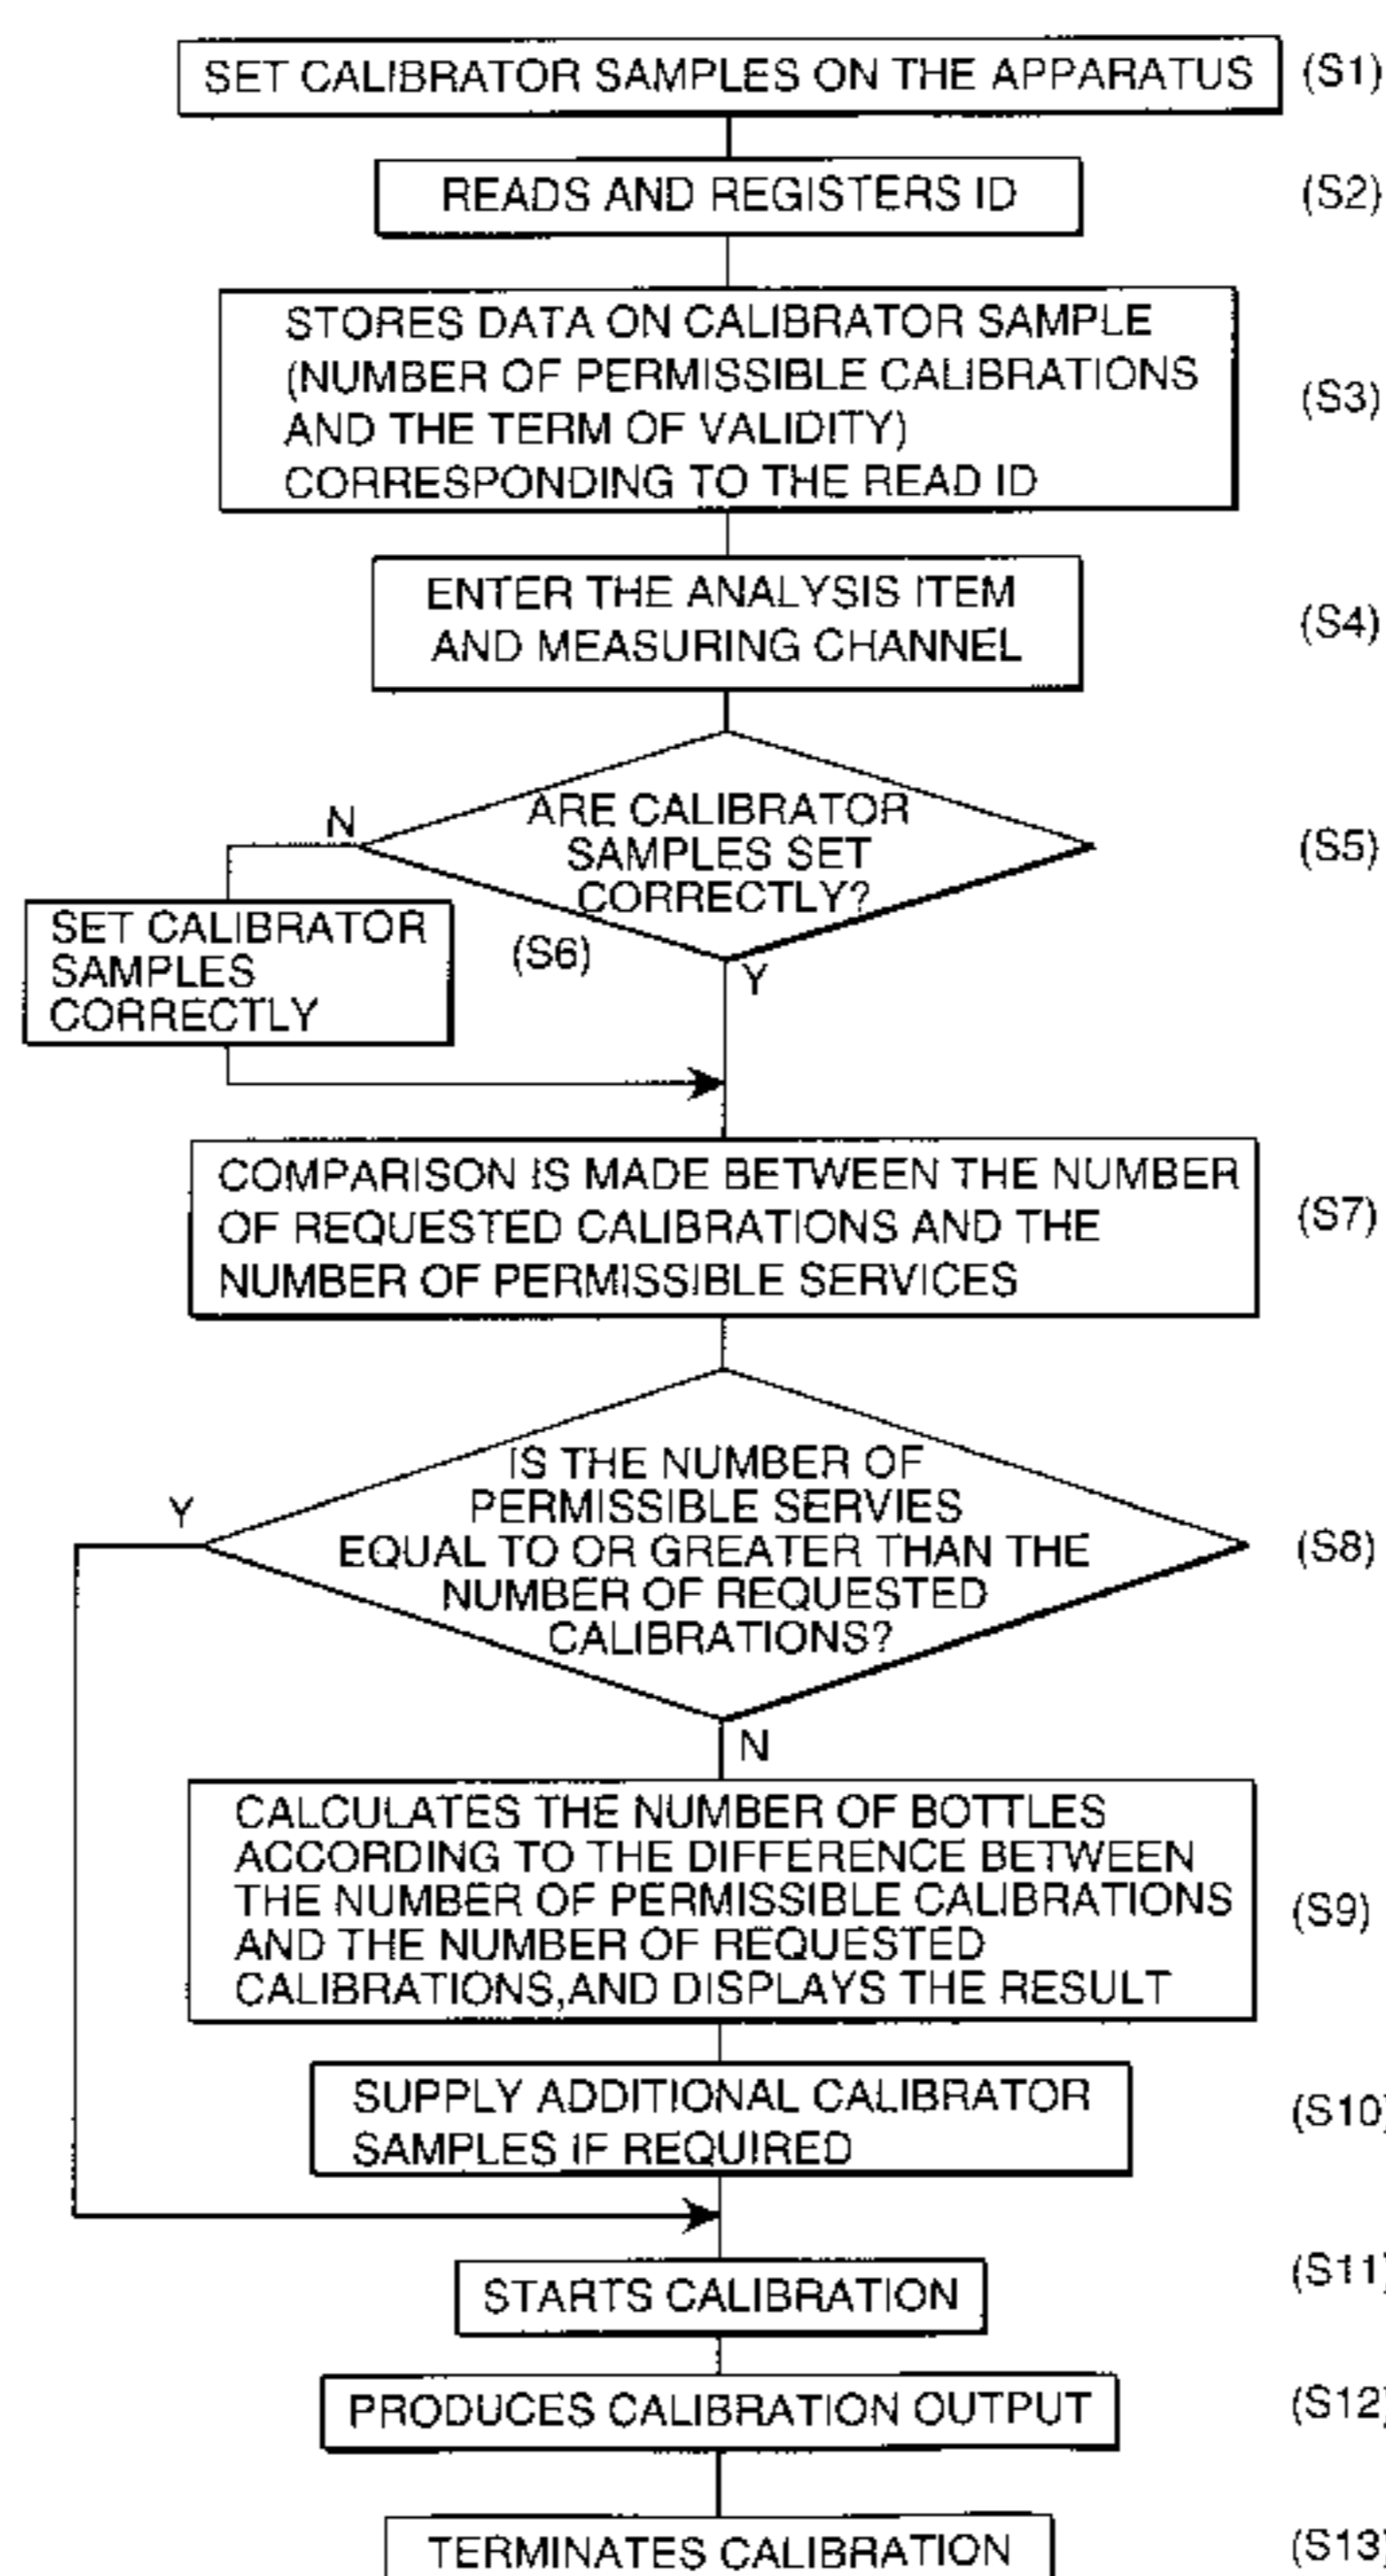 SET CALIBRATOR SAMPLES ON THE APPARATUS (S1)
READS AND REGISTERS ID (S2)
STORES DATA ON CALIBRATOR SAMPLE
(NUMBER OF PERMISSIBLE CALIBRATIONS
AND THE TERM OF VALIDITY)
CORRESPONDING TO THE READ ID
(S3)
ENTER THE ANALYSIS ITEM
AND MEASURING CHANNEL
(S4)
ARE CALIBRATOR
SAMPLES SET
CORRECTLY?
(S5)
N
Y
SET CALIBRATOR
SAMPLES
CORRECTLY
(S6)
COMPARISON IS MADE BETWEEN THE NUMBER
OF REQUESTED CALIBRATIONS AND THE
NUMBER OF PERMISSIBLE SERVICES
(S7)
IS THE NUMBER OF
PERMISSIBLE SERVIES
EQUAL TO OR GREATER THAN THE
NUMBER OF REQUESTED
CALIBRATIONS?
(S8)
Y
N
CALCULATES THE NUMBER OF BOTTLES
ACCORDING TO THE DIFFERENCE BETWEEN
THE NUMBER OF PERMISSIBLE CALIBRATIONS
AND THE NUMBER OF REQUESTED
CALIBRATIONS,AND DISPLAYS THE RESULT
(S9)
SUPPLY ADDITIONAL CALIBRATOR
SAMPLES IF REQUIRED
(S10)
STARTS CALIBRATION (S11)
PRODUCES CALIBRATION OUTPUT (S12)
TERMINATES CALIBRATION (S13)